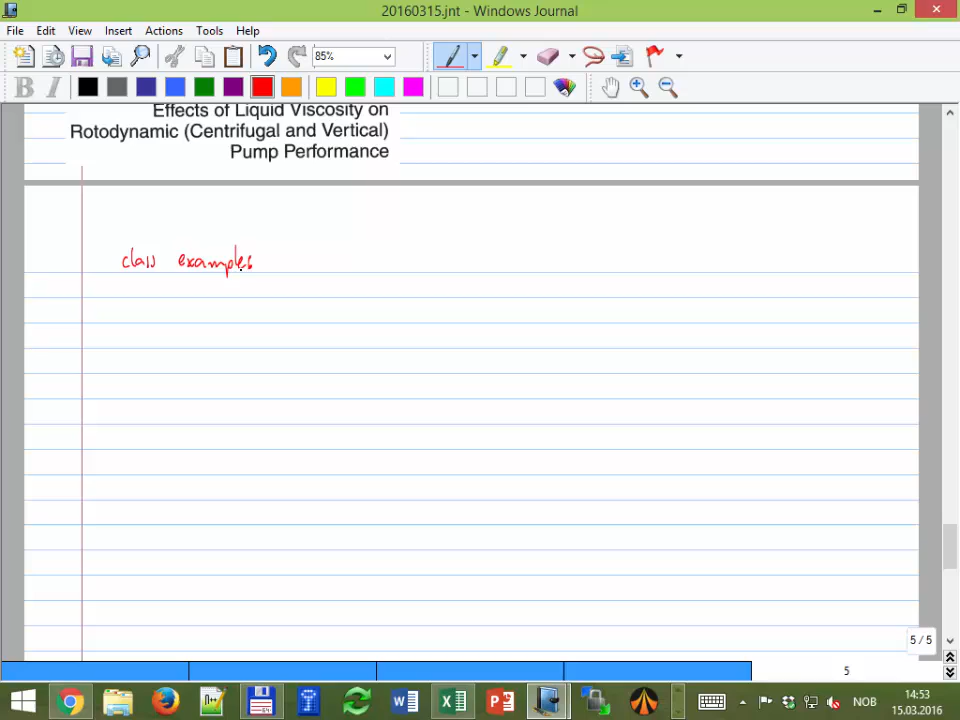 20160315.jnt - Windows Journal
File Edit View Insert Actions Tools Help
85%
B I
Effects of Liquid Viscosity on
Rotodynamic (Centrifugal and Vertical)
Pump Performance
class examples
5 / 5
5
NOB
14:53
15.03.2016